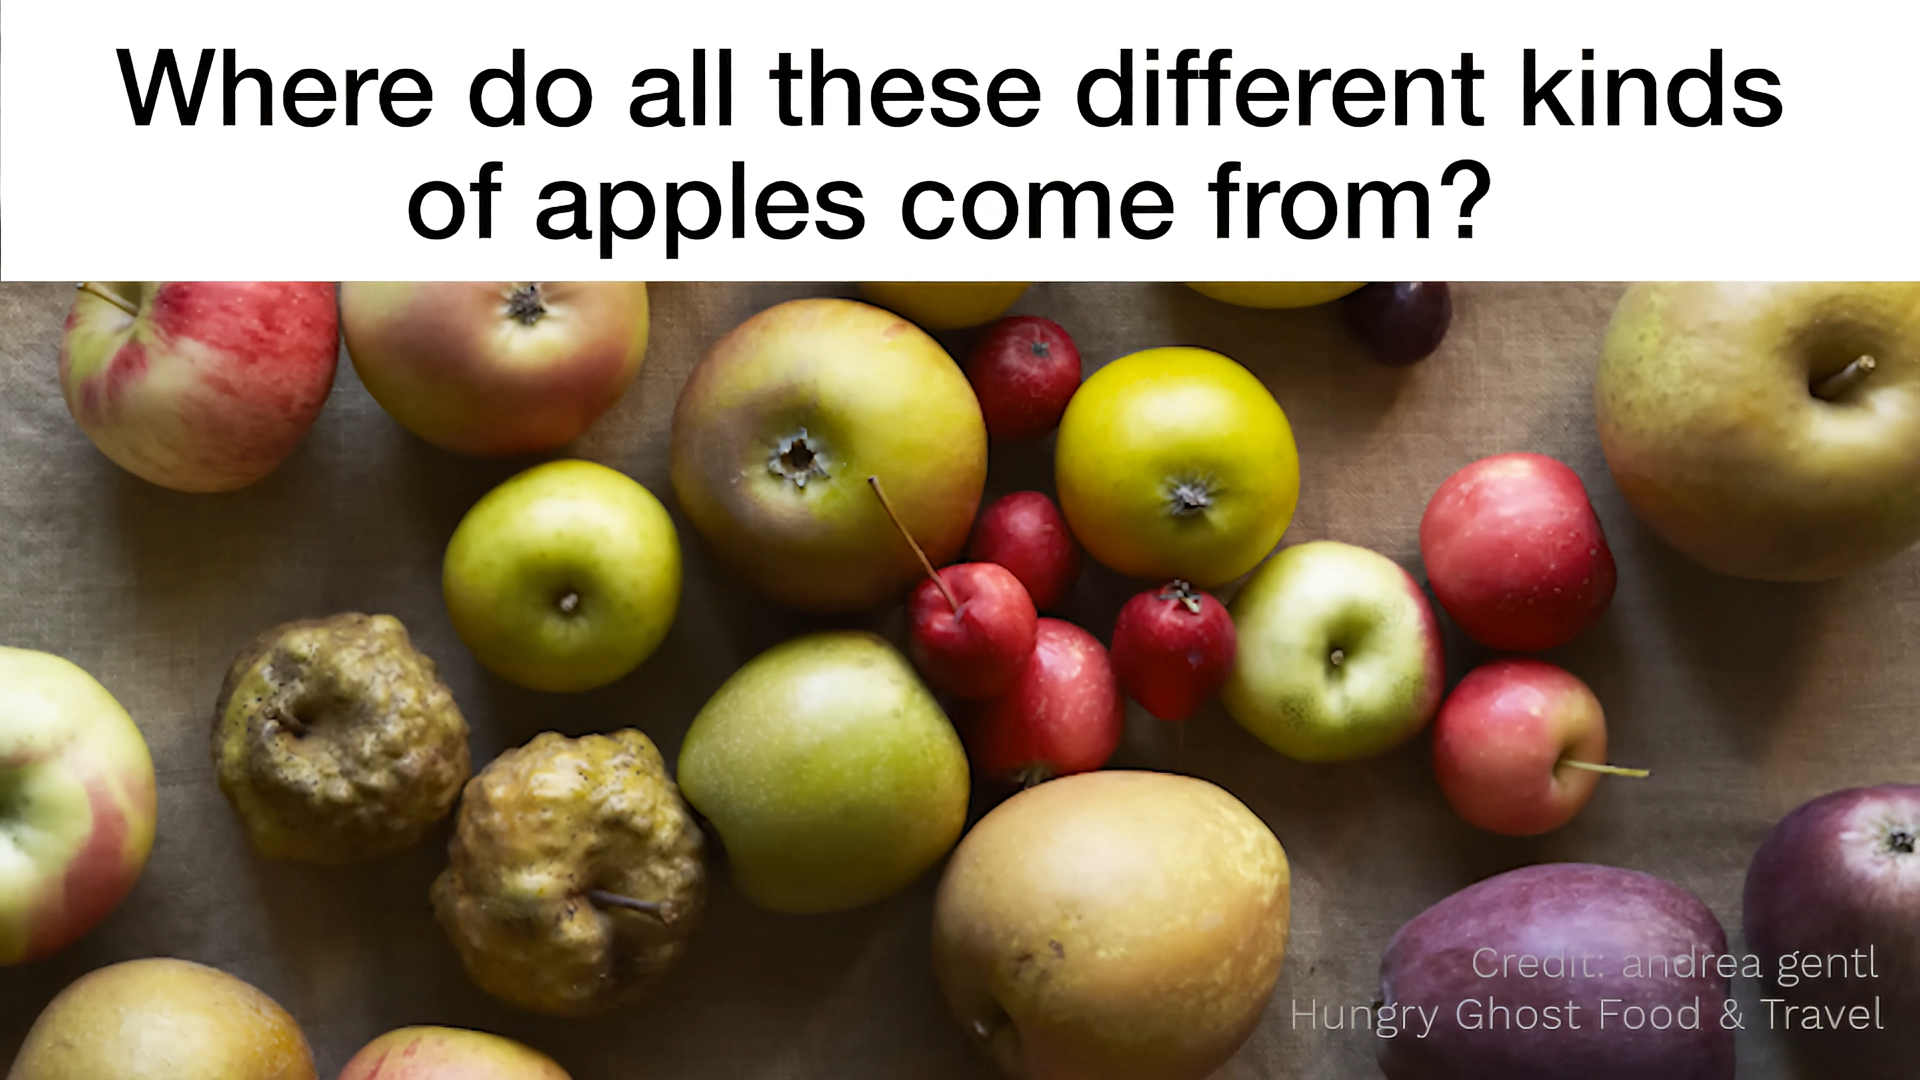 Where do all these different kinds
of apples come from?
Credit: andrea gentl
Hungry Ghost Food & Travel